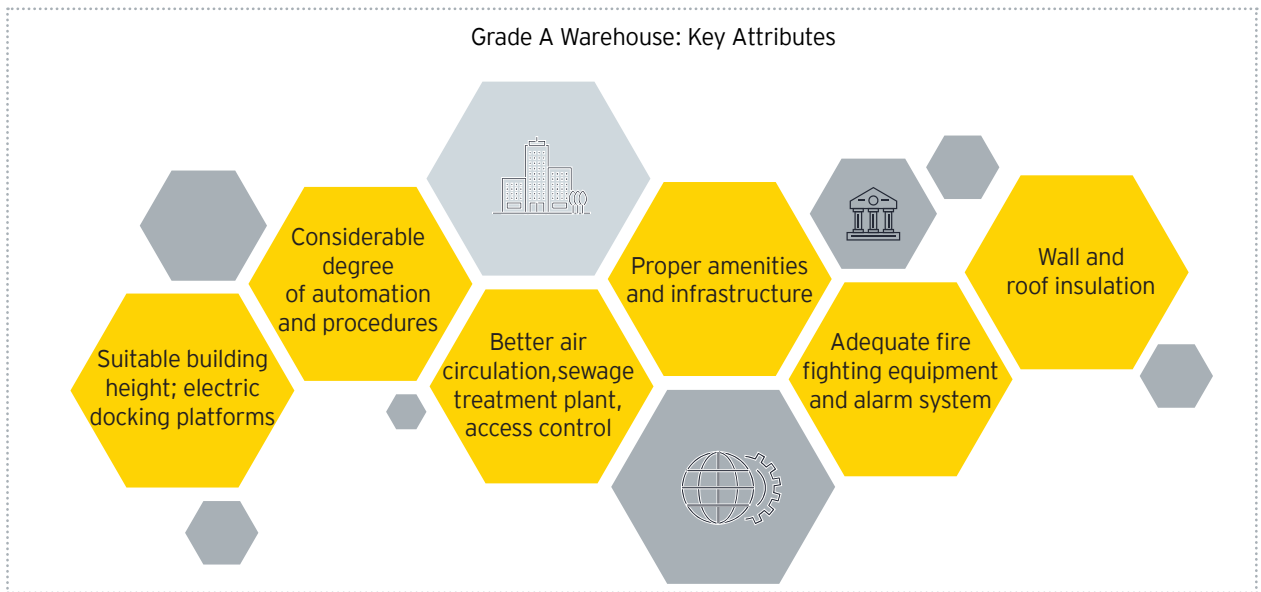 Grade A Warehouse: Key Attributes
Suitable building
height; electric
docking platforms
Considerable
degree
of automation
and procedures
Better air
circulation,sewage
treatment plant,
access control
Proper amenities
and infrastructure
Adequate fire
fighting equipment
and alarm system
Wall and
roof insulation